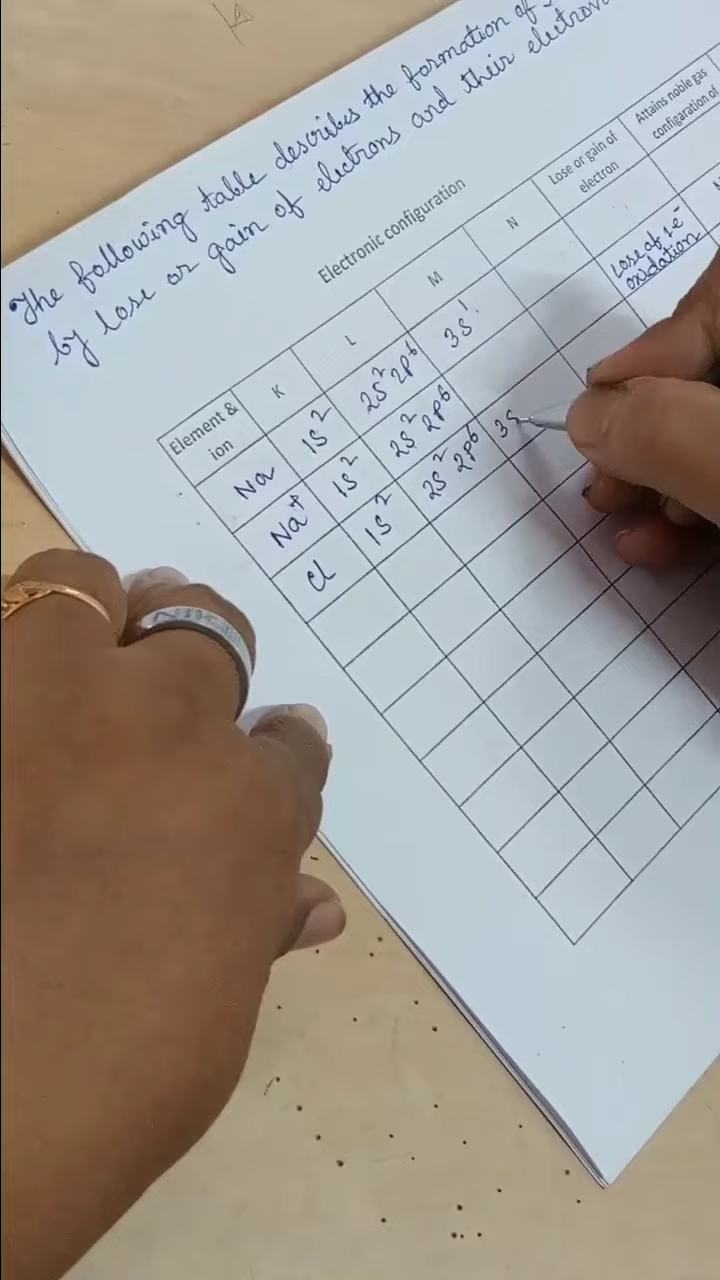 The following table describes the formation of
by lose or gain of electrons and their electron
Electronic configuration
Element & ion K L M N Lose or gain of electron Attains noble gas configaration of
Na 1S² 2S² 2P⁶ 3S¹
Na⁺ 1S² 2S² 2P⁶ Lose of 1e⁻ oxidation
Cl 1S² 2S² 2P⁶ 3S